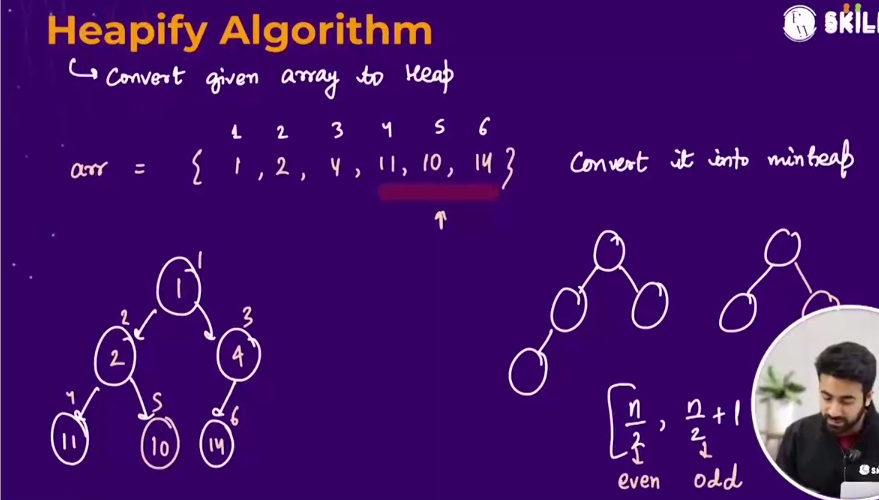 Heapify Algorithm
SKILL
↳ Convert given array to Heap
1 2 3 4 5 6
arr = { 1, 2, 4, 11, 10, 14 }
Convert it into minheap
↑
1
1
2
3
2
4
4
5
6
11
10
14
[ n/2 , n/2 + 1
↓ ↓
even odd